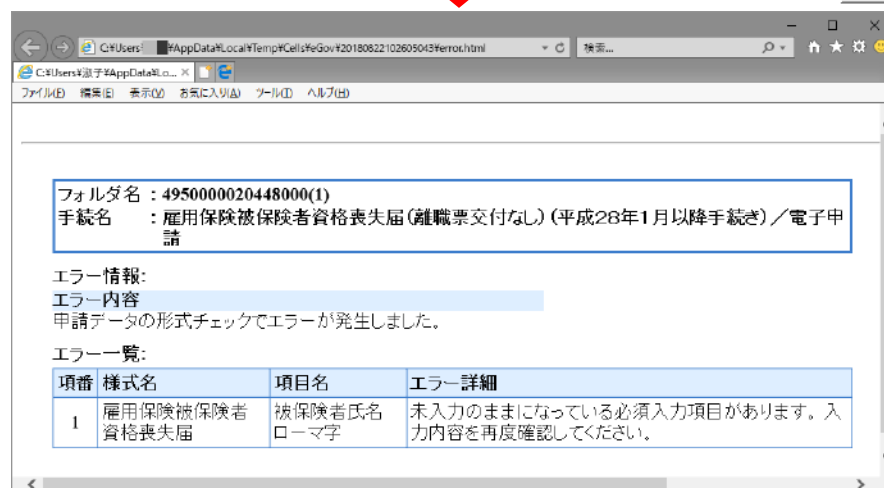 C:¥Users¥ ¥AppData¥Local¥Temp¥Cells¥eGov¥20180822102605043¥error.html
検索...
C:¥Users¥淑子¥AppData¥Lo...
ファイル(F) 編集(E) 表示(V) お気に入り(A) ツール(T) ヘルプ(H)
フォルダ名 : 4950000020448000(1)
手続名 : 雇用保険被保険者資格喪失届(離職票交付なし)(平成28年1月以降手続き)/電子申
請
エラー情報:
エラー内容
申請データの形式チェックでエラーが発生しました。
エラー一覧:
項番 様式名 項目名 エラー詳細
1 雇用保険被保険者 被保険者氏名 未入力のままになっている必須入力項目があります。入
資格喪失届 ローマ字 力内容を再度確認してください。